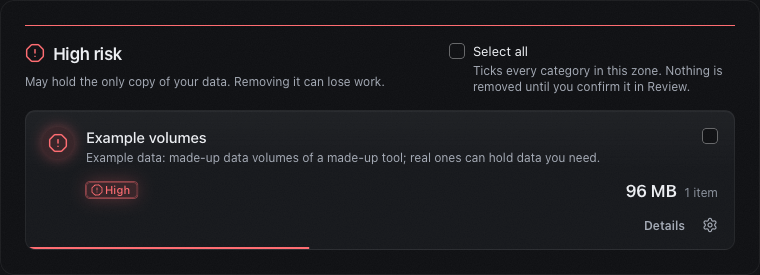 High risk
May hold the only copy of your data. Removing it can lose work.
Select all
Ticks every category in this zone. Nothing is
removed until you confirm it in Review.
Example volumes
Example data: made-up data volumes of a made-up tool; real ones can hold data you need.
High
96 MB 1 item
Details